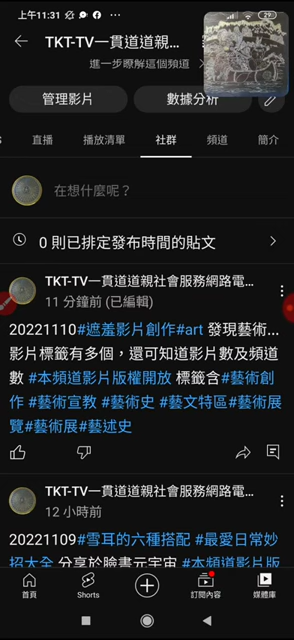 上午11:31
29
TKT-TV一貫道道親...
進一步瞭解這個頻道
管理影片
數據分析
直播
播放清單
社群
頻道
簡介
在想什麼呢？
0 則已排定發布時間的貼文
TKT-TV一貫道道親社會服務網路電...
11 分鐘前 (已編輯)
20221110#遮羞影片創作#art 發現藝術...
影片標籤有多個，還可知道影片數及頻道
數 #本頻道影片版權開放 標籤含#藝術創
作 #藝術宣教 #藝術史 #藝文特區#藝術展
覽#藝術展#藝述史
TKT-TV一貫道道親社會服務網路電...
12 小時前
20221109#雪耳的六種搭配 #最愛日常妙
招大全 分享於臉書元宇宙 #本頻道影片版
首頁
Shorts
訂閱內容
媒體庫